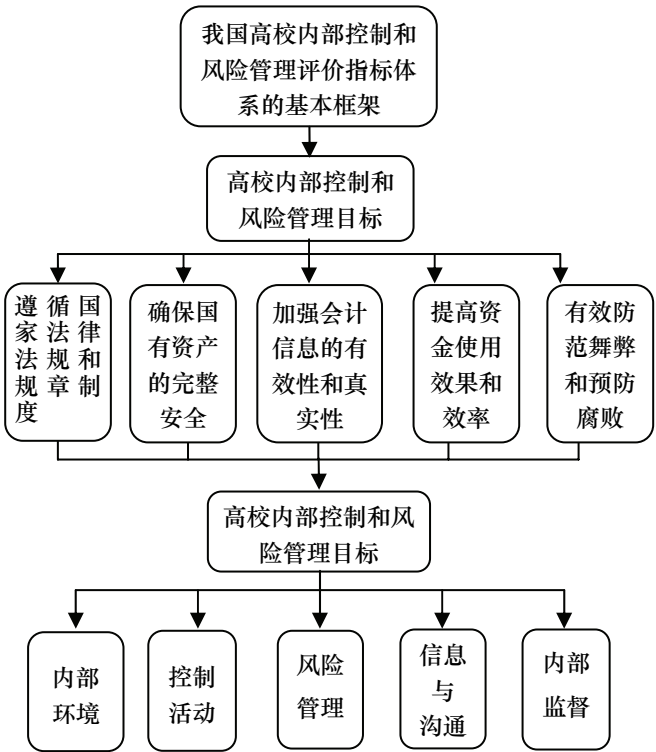 我国高校内部控制和
风险管理评价指标体
系的基本框架
高校内部控制和
风险管理目标
遵循国
家法律
法规和
规章制
度
确保国
有资产
的完整
安全
加强会计
信息的有
效性和真
实性
提高资
金使用
效果和
效率
有效防
范舞弊
和预防
腐败
高校内部控制和风
险管理目标
内部
环境
控制
活动
风险
管理
信息
与
沟通
内部
监督